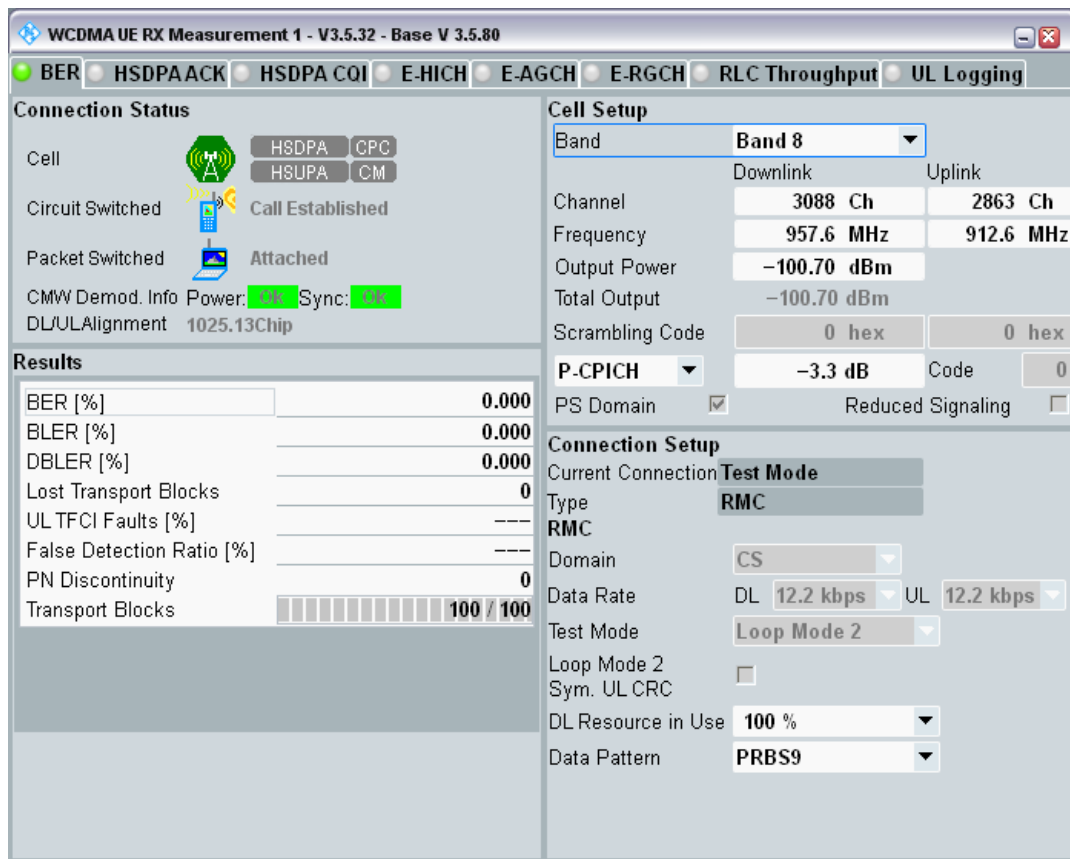 WCDMA UE RX Measurement 1 - V3.5.32 - Base V 3.5.80
BER HSDPA ACK HSDPA CQI E-HICH E-AGCH E-RGCH RLC Throughput UL Logging
Connection Status
Cell HSDPA CPC
HSUPA CM
Circuit Switched Call Established
Packet Switched Attached
CMW Demod. Info Power: Ok Sync: Ok
DL/UL Alignment 1025.13Chip
Results
BER [%] 0.000
BLER [%] 0.000
DBLER [%] 0.000
Lost Transport Blocks 0
UL TFCI Faults [%] ---
False Detection Ratio [%] ---
PN Discontinuity 0
Transport Blocks 100 / 100
Cell Setup
Band Band 8
Downlink Uplink
Channel 3088 Ch 2863 Ch
Frequency 957.6 MHz 912.6 MHz
Output Power −100.70 dBm
Total Output −100.70 dBm
Scrambling Code 0 hex 0 hex
P-CPICH −3.3 dB Code 0
PS Domain Reduced Signaling
Connection Setup
Current Connection Test Mode
Type RMC
RMC
Domain CS
Data Rate DL 12.2 kbps UL 12.2 kbps
Test Mode Loop Mode 2
Loop Mode 2
Sym. UL CRC
DL Resource in Use 100 %
Data Pattern PRBS9